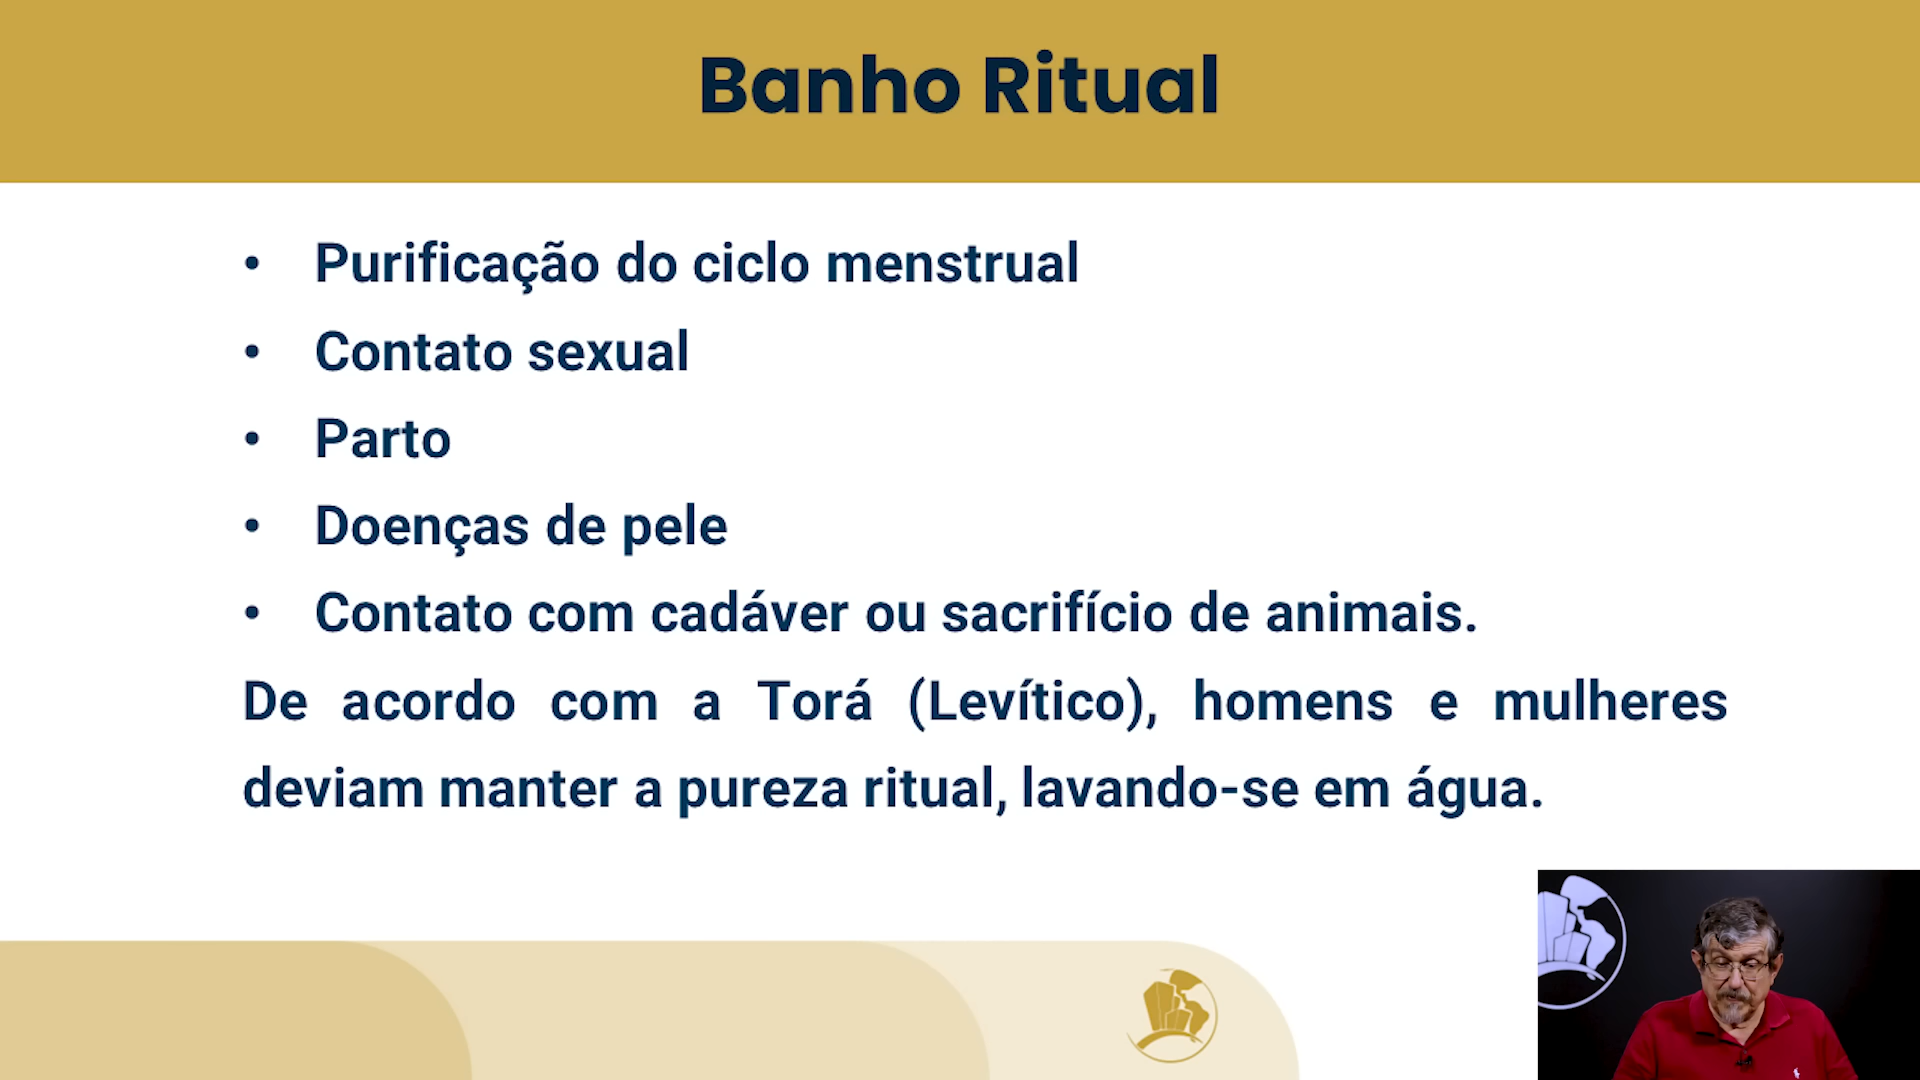 Banho Ritual
• Purificação do ciclo menstrual
• Contato sexual
• Parto
• Doenças de pele
• Contato com cadáver ou sacrifício de animais.
De acordo com a Torá (Levítico), homens e mulheres
deviam manter a pureza ritual, lavando-se em água.